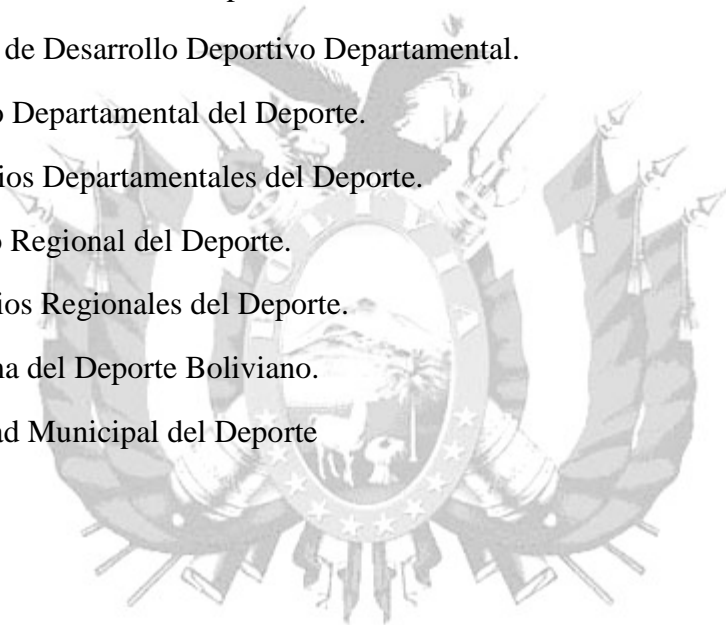 de Desarrollo Deportivo Departamental.
Departamental del Deporte.
ios Departamentales del Deporte.
Regional del Deporte.
ios Regionales del Deporte.
a del Deporte Boliviano.
ad Municipal del Deporte